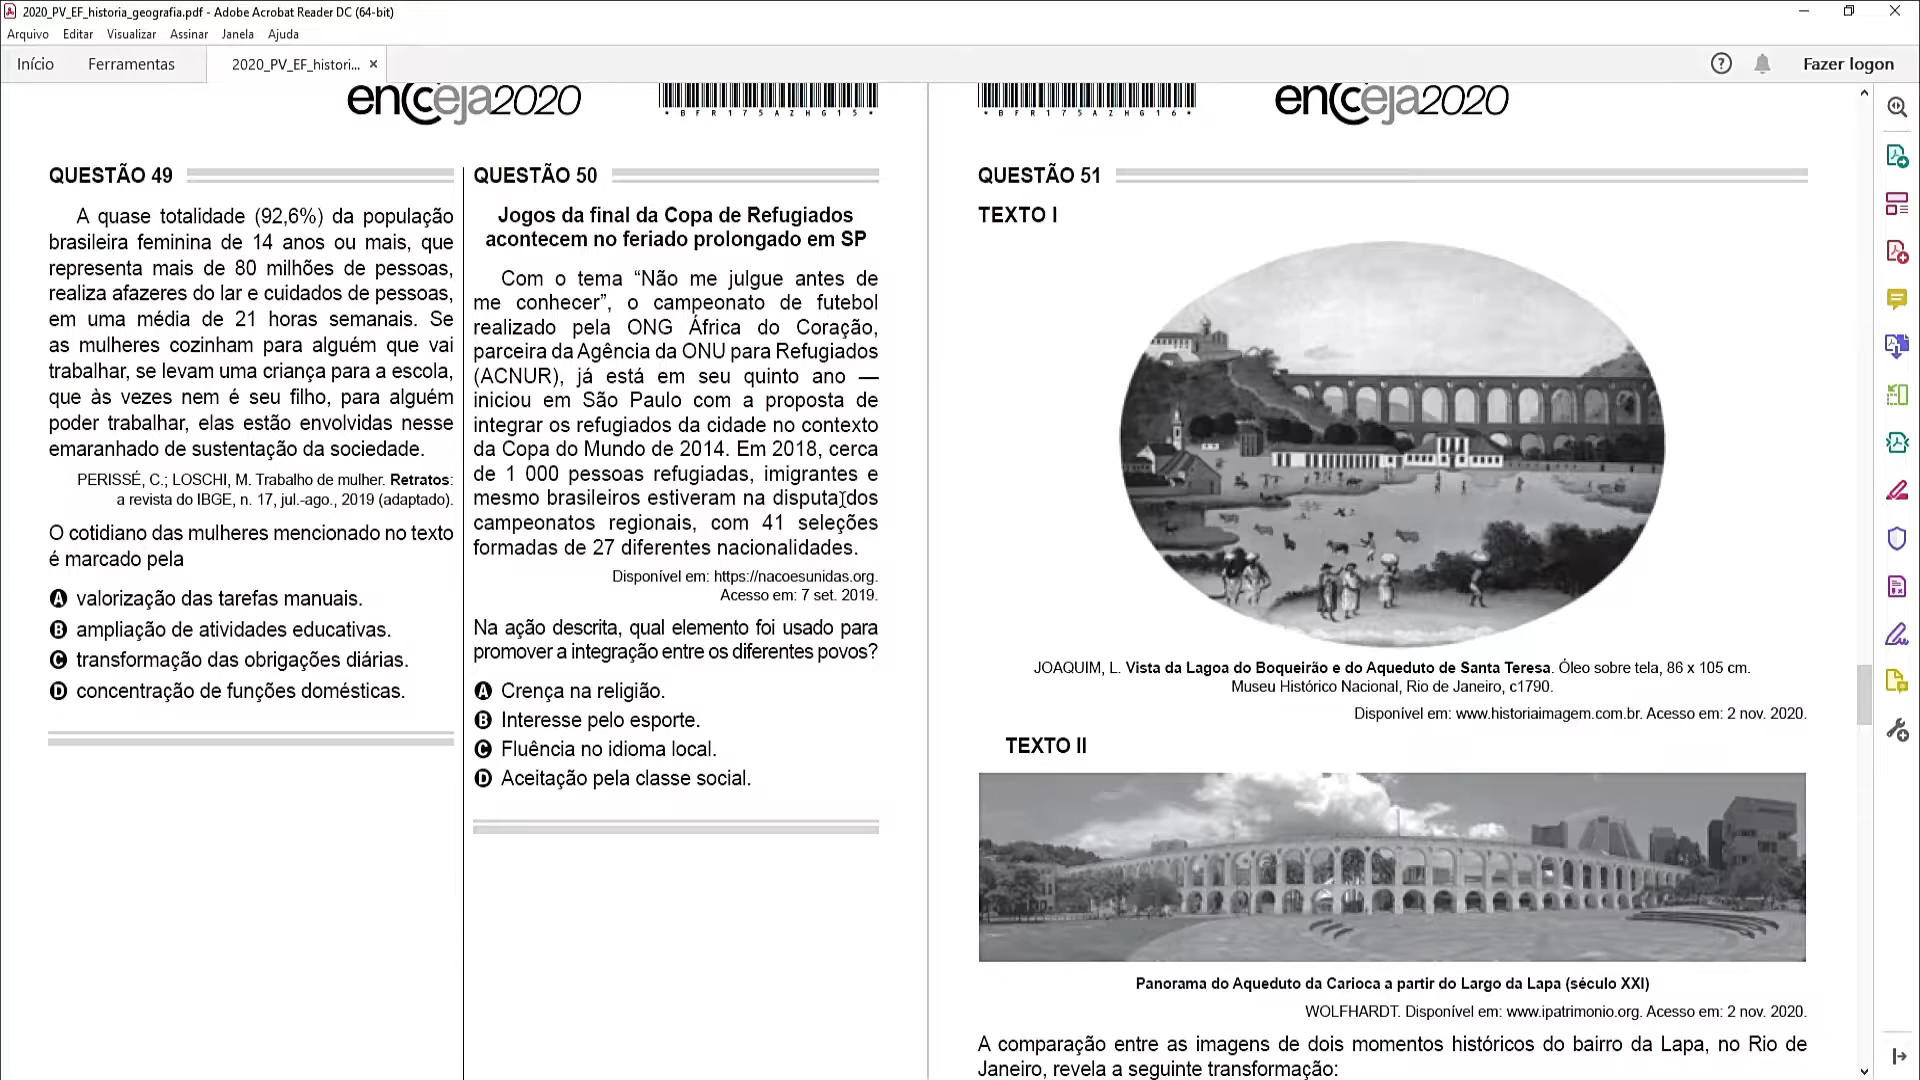 2020_PV_EF_historia_geografia.pdf - Adobe Acrobat Reader DC (64-bit)
Arquivo Editar Visualizar Assinar Janela Ajuda
Início Ferramentas 2020_PV_EF_histori... × Fazer logon
encceja2020
*BFR175AZHG15*
QUESTÃO 49
A quase totalidade (92,6%) da população
brasileira feminina de 14 anos ou mais, que
representa mais de 80 milhões de pessoas,
realiza afazeres do lar e cuidados de pessoas,
em uma média de 21 horas semanais. Se
as mulheres cozinham para alguém que vai
trabalhar, se levam uma criança para a escola,
que às vezes nem é seu filho, para alguém
poder trabalhar, elas estão envolvidas nesse
emaranhado de sustentação da sociedade.
PERISSÉ, C.; LOSCHI, M. Trabalho de mulher. Retratos:
a revista do IBGE, n. 17, jul.-ago., 2019 (adaptado).
O cotidiano das mulheres mencionado no texto
é marcado pela
A valorização das tarefas manuais.
B ampliação de atividades educativas.
C transformação das obrigações diárias.
D concentração de funções domésticas.
QUESTÃO 50
Jogos da final da Copa de Refugiados
acontecem no feriado prolongado em SP
Com o tema “Não me julgue antes de
me conhecer”, o campeonato de futebol
realizado pela ONG África do Coração,
parceira da Agência da ONU para Refugiados
(ACNUR), já está em seu quinto ano —
iniciou em São Paulo com a proposta de
integrar os refugiados da cidade no contexto
da Copa do Mundo de 2014. Em 2018, cerca
de 1 000 pessoas refugiadas, imigrantes e
mesmo brasileiros estiveram na disputa dos
campeonatos regionais, com 41 seleções
formadas de 27 diferentes nacionalidades.
Disponível em: https://nacoesunidas.org.
Acesso em: 7 set. 2019.
Na ação descrita, qual elemento foi usado para
promover a integração entre os diferentes povos?
A Crença na religião.
B Interesse pelo esporte.
C Fluência no idioma local.
D Aceitação pela classe social.
*BFR175AZHG16*
encceja2020
QUESTÃO 51
TEXTO I
JOAQUIM, L. Vista da Lagoa do Boqueirão e do Aqueduto de Santa Teresa. Óleo sobre tela, 86 x 105 cm.
Museu Histórico Nacional, Rio de Janeiro, c1790.
Disponível em: www.historiaimagem.com.br. Acesso em: 2 nov. 2020.
TEXTO II
Panorama do Aqueduto da Carioca a partir do Largo da Lapa (século XXI)
WOLFHARDT. Disponível em: www.ipatrimonio.org. Acesso em: 2 nov. 2020.
A comparação entre as imagens de dois momentos históricos do bairro da Lapa, no Rio de
Janeiro, revela a seguinte transformação: